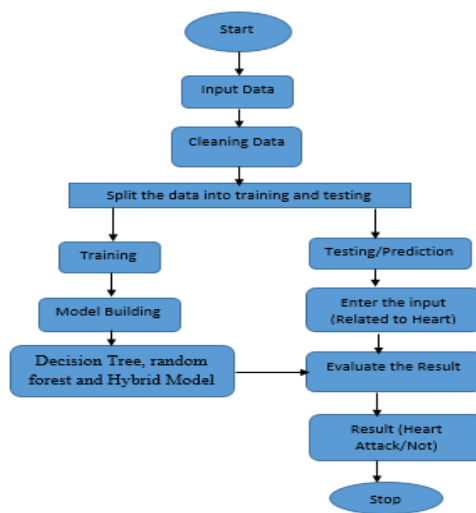 Start
Input Data
Cleaning Data
Split the data into training and testing
Training
Model Building
Decision Tree, random
forest and Hybrid Model
Testing/Prediction
Enter the input
(Related to Heart)
Evaluate the Result
Result (Heart
Attack/Not)
Stop